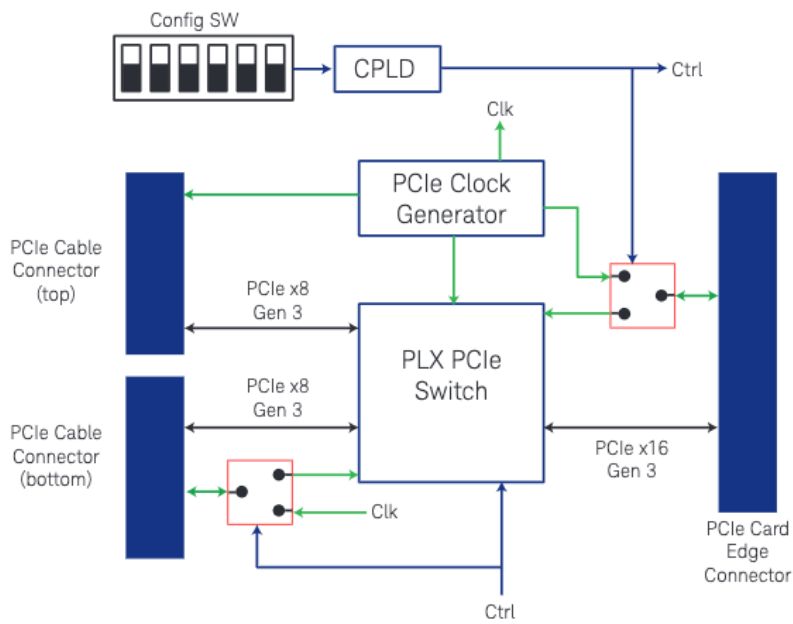 Config SW
CPLD
Ctrl
Clk
PCIe Clock
Generator
PCIe Cable
Connector
(top)
PCIe x8
Gen 3
PLX PCIe
Switch
PCIe x8
Gen 3
PCIe Cable
Connector
(bottom)
PCIe x16
Gen 3
Clk
PCIe Card
Edge
Connector
Ctrl